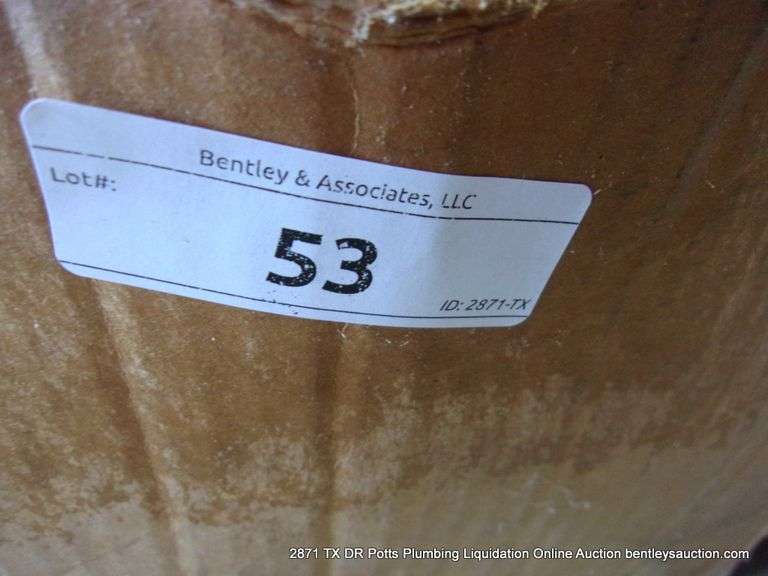 Bentley & Associates, LLC
Lot#:
53
ID: 2871-TX
2871 TX DR Potts Plumbing Liquidation Online Auction bentleysauction.com